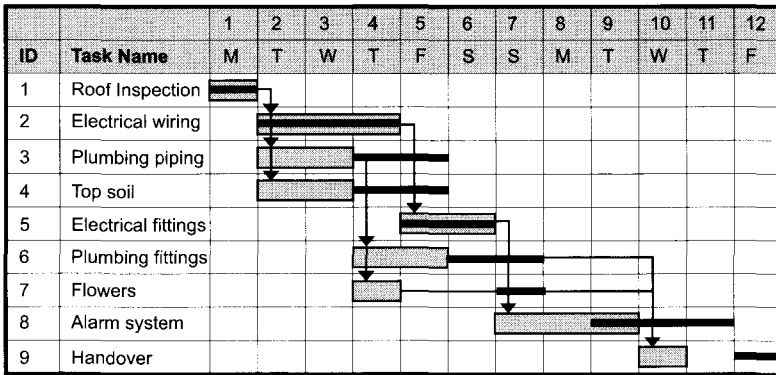 1 2 3 4 5 6 7 8 9 10 11 12
ID Task Name M T W T F S S M T W T F
1 Roof Inspection
2 Electrical wiring
3 Plumbing piping
4 Top soil
5 Electrical fittings
6 Plumbing fittings
7 Flowers
8 Alarm system
9 Handover